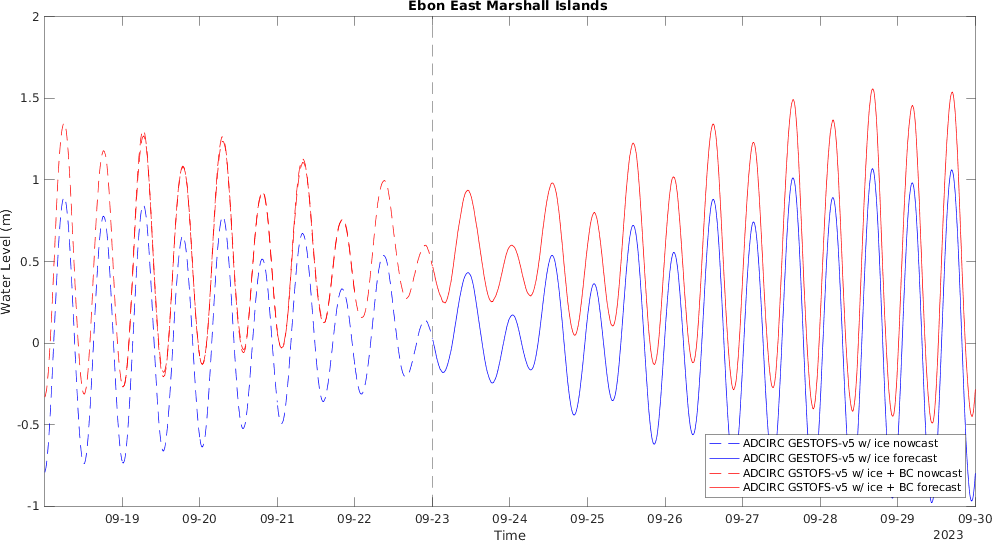 Ebon East Marshall Islands
Water Level (m)
2
1.5
1
0.5
0
-0.5
-1
ADCIRC GESTOFS-v5 w/ ice nowcast
ADCIRC GESTOFS-v5 w/ ice forecast
ADCIRC GSTOFS-v5 w/ ice + BC nowcast
ADCIRC GSTOFS-v5 w/ ice + BC forecast
09-19 09-20 09-21 09-22 09-23 09-24 09-25 09-26 09-27 09-28 09-29 09-30
Time
2023